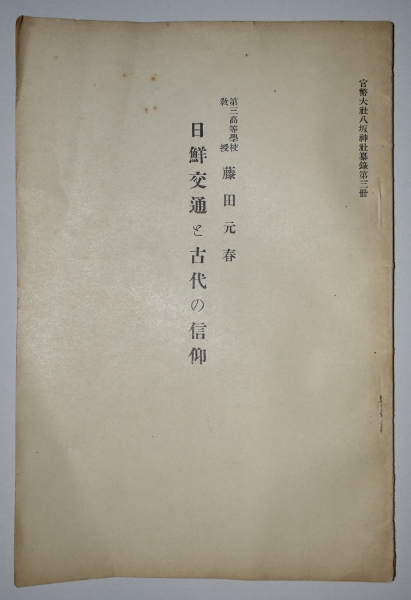 官幣大社八坂神社纂錄第三冊
第三高等學校
教授
藤田元春
日鮮交通と古代の信仰